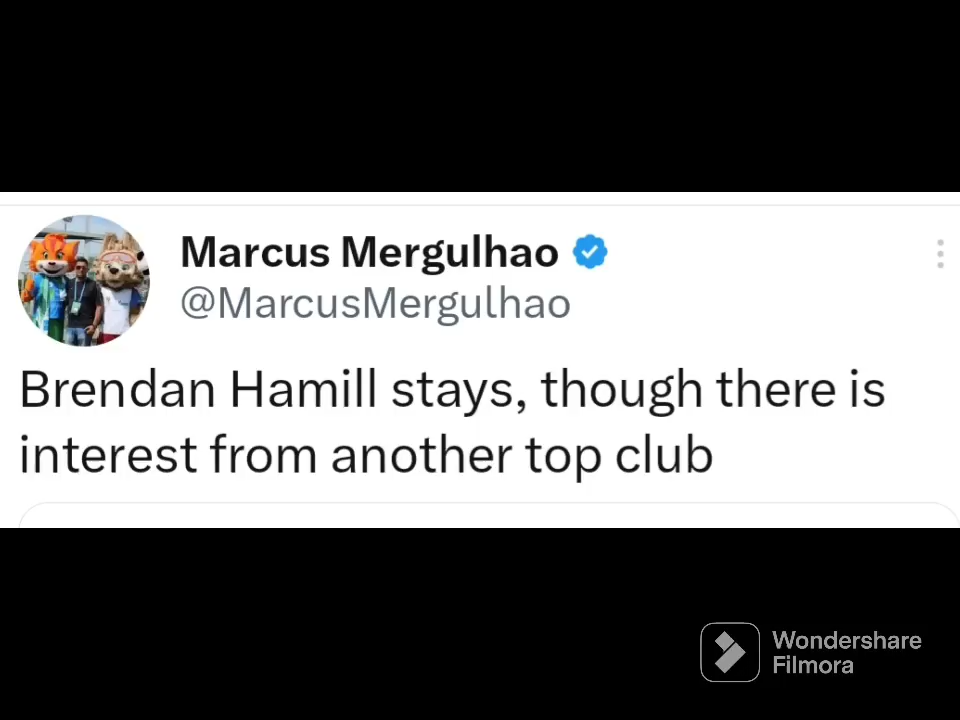 Marcus Mergulhao
@MarcusMergulhao
Brendan Hamill stays, though there is
interest from another top club
Wondershare
Filmora